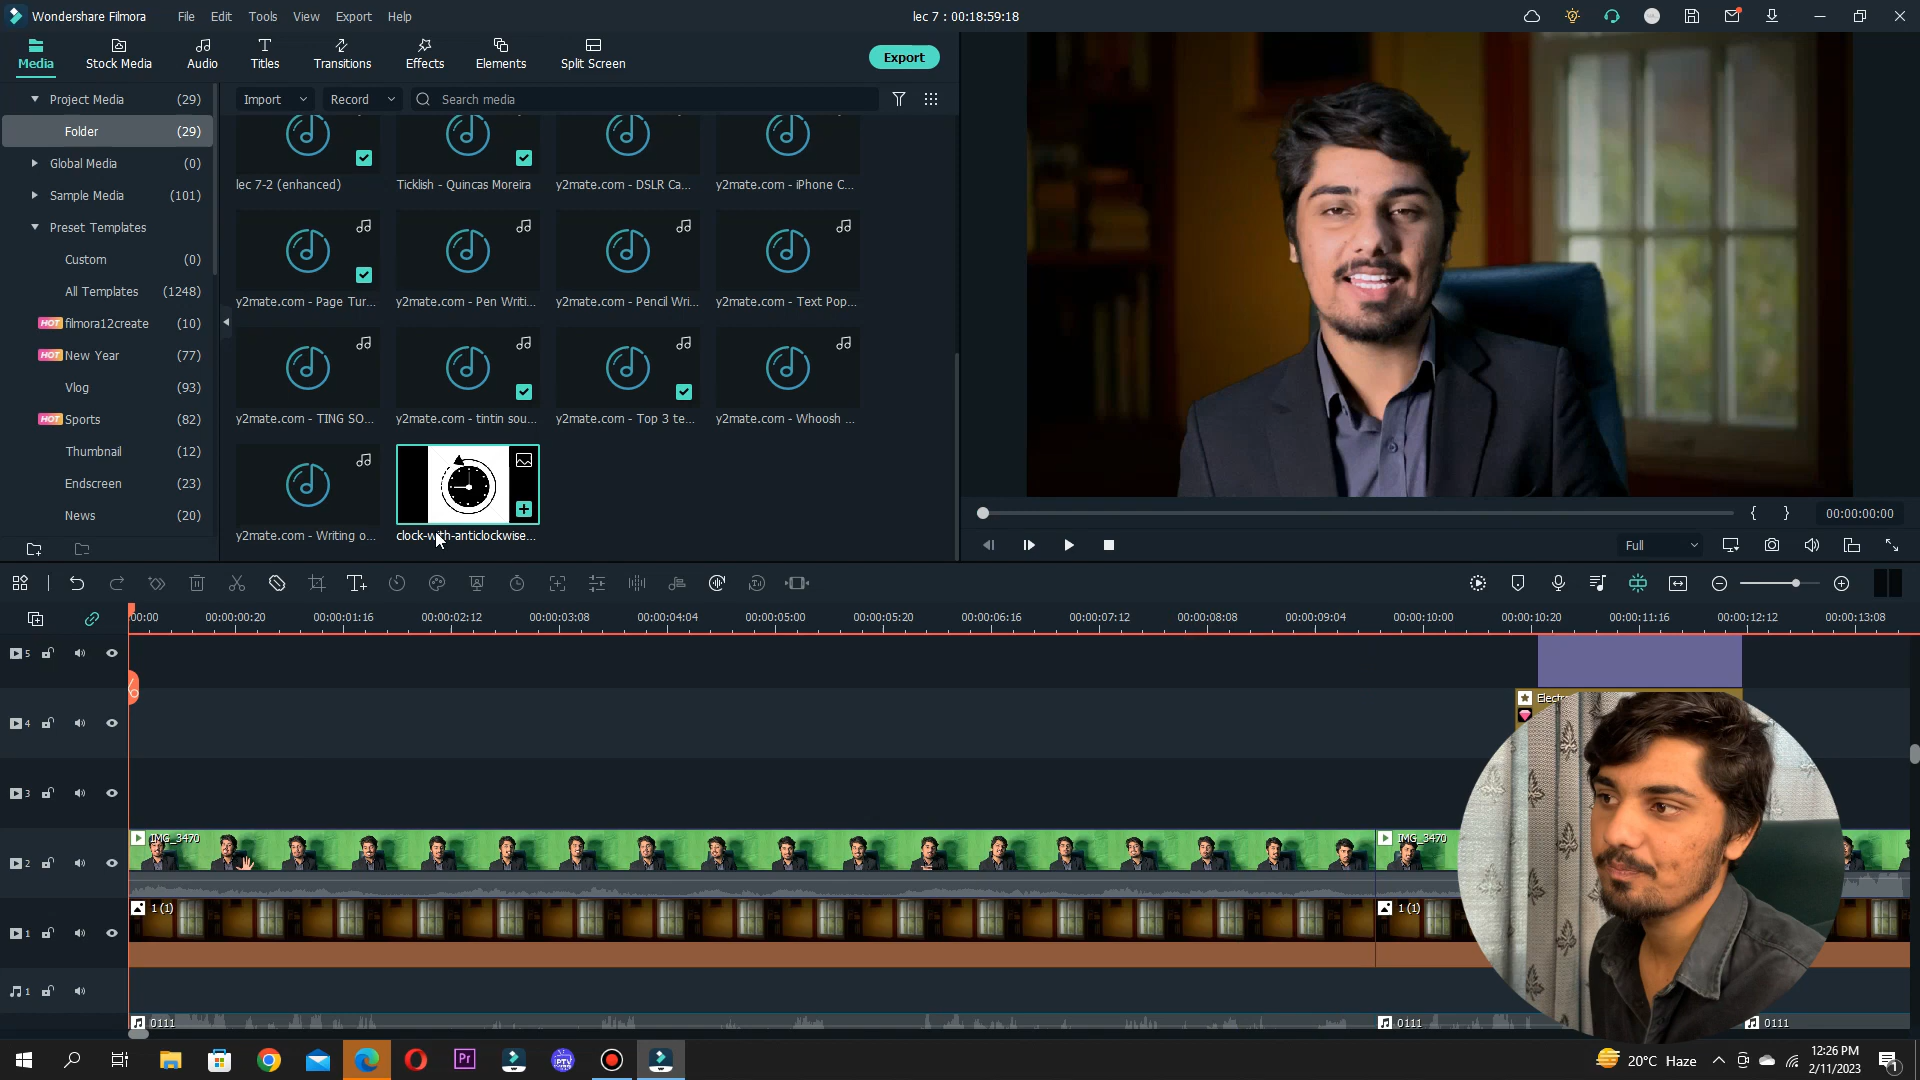 Wondershare Filmora File Edit Tools View Export Help lec 7 : 00:18:59:18
Media Stock Media Audio Titles Transitions Effects Elements Split Screen Export
Project Media (29)
Folder (29)
Global Media (0)
Sample Media (101)
Preset Templates
Custom (0)
All Templates (1248)
HOT filmora12create (10)
HOT New Year (77)
Vlog (93)
HOT Sports (82)
Thumbnail (12)
Endscreen (23)
News (20)
Import Record Search media
lec 7-2 (enhanced) Ticklish - Quincas Moreira y2mate.com - DSLR Ca... y2mate.com - iPhone C...
y2mate.com - Page Tur... y2mate.com - Pen Writi... y2mate.com - Pencil Wri... y2mate.com - Text Pop...
y2mate.com - TING SO... y2mate.com - tintin sou... y2mate.com - Top 3 te... y2mate.com - Whoosh ...
y2mate.com - Writing o... clock-with-anticlockwise...
{ } 00:00:00:00
Full
00:00 00:00:00:20 00:00:01:16 00:00:02:12 00:00:03:08 00:00:04:04 00:00:05:00 00:00:05:20 00:00:06:16 00:00:07:12 00:00:08:08 00:00:09:04 00:00:10:00 00:00:10:20 00:00:11:16 00:00:12:12 00:00:13:08
5
4
3
2 IMG_3470 IMG_3470
1 1 (1) 1 (1)
1
0111 0111 0111
Pr IPTV 20°C Haze 12:26 PM
2/11/2023 1